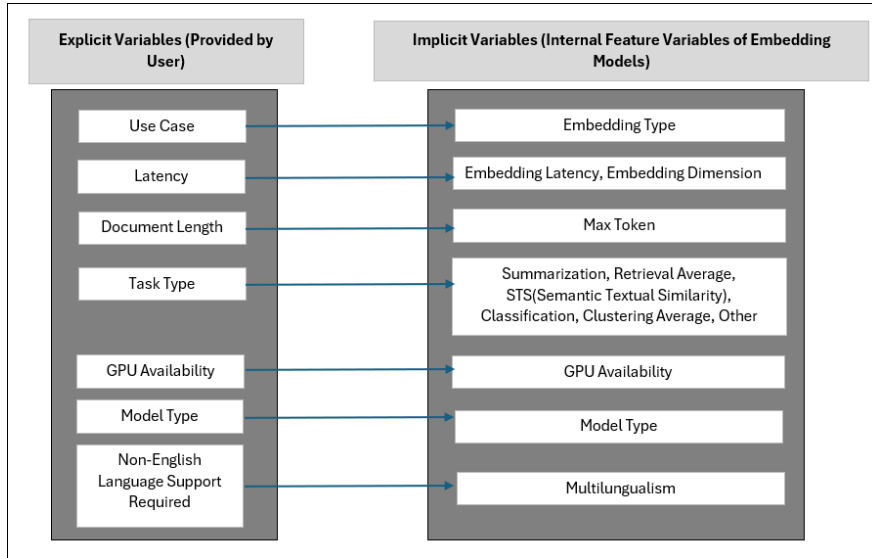 Explicit Variables (Provided by
User)
Implicit Variables (Internal Feature Variables of Embedding
Models)
Use Case
Embedding Type
Latency
Embedding Latency, Embedding Dimension
Document Length
Max Token
Task Type
Summarization, Retrieval Average,
STS(Semantic Textual Similarity),
Classification, Clustering Average, Other
GPU Availability
GPU Availability
Model Type
Model Type
Non-English
Language Support
Required
Multilungualism